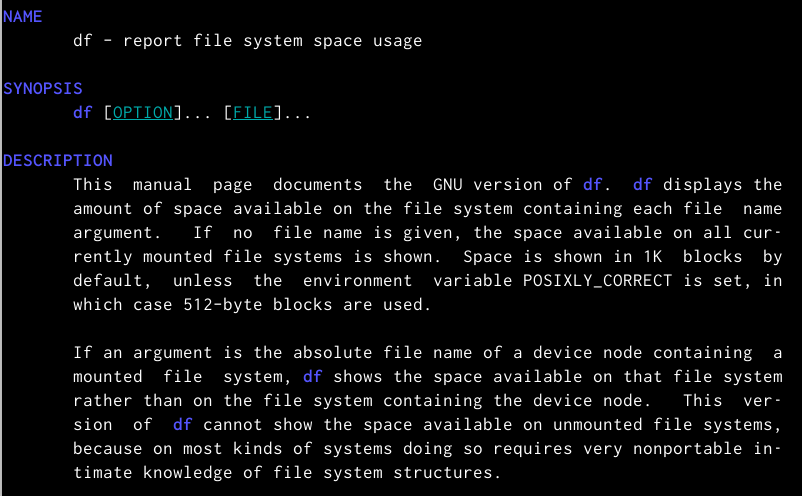 NAME
df - report file system space usage
SYNOPSIS
df [OPTION]... [FILE]...
DESCRIPTION
This manual page documents the GNU version of df. df displays the
amount of space available on the file system containing each file name
argument. If no file name is given, the space available on all cur-
rently mounted file systems is shown. Space is shown in 1K blocks by
default, unless the environment variable POSIXLY_CORRECT is set, in
which case 512-byte blocks are used.
If an argument is the absolute file name of a device node containing a
mounted file system, df shows the space available on that file system
rather than on the file system containing the device node. This ver-
sion of df cannot show the space available on unmounted file systems,
because on most kinds of systems doing so requires very nonportable in-
timate knowledge of file system structures.